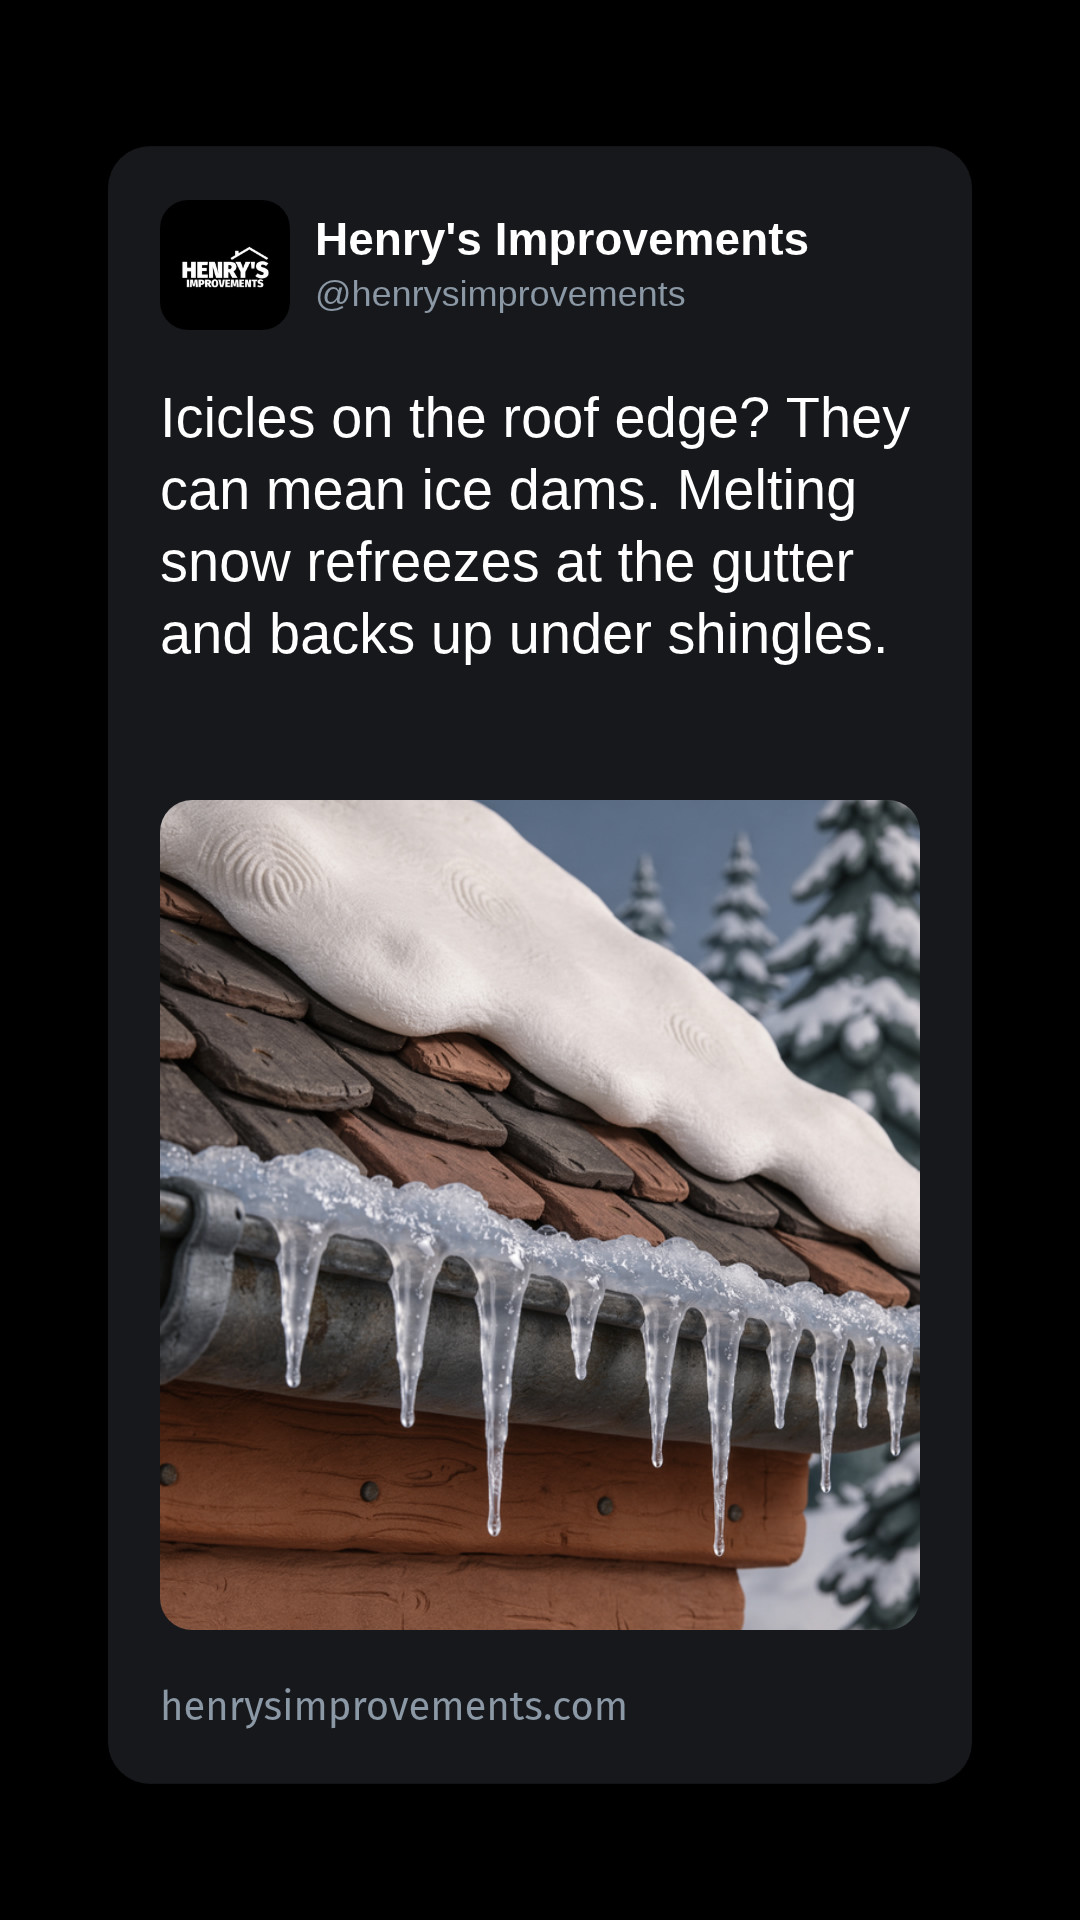 HENRY'S
IMPROVEMENTS
Henry's Improvements
@henrysimprovements
Icicles on the roof edge? They
can mean ice dams. Melting
snow refreezes at the gutter
and backs up under shingles.
henrysimprovements.com